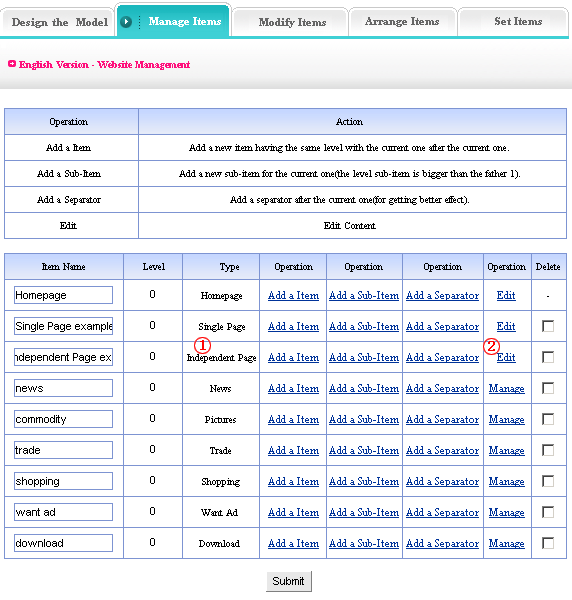 Design the Model Manage Items Modify Items Arrange Items Set Items
English Version - Website Management
Operation Action
Add a Item Add a new item having the same level with the current one after the current one.
Add a Sub-Item Add a new sub-item for the current one(the level sub-item is bigger than the father 1).
Add a Separator Add a separator after the current one(for getting better effect).
Edit Edit Content
Item Name Level Type Operation Operation Operation Operation Delete
Homepage 0 Homepage Add a Item Add a Sub-Item Add a Separator Edit -
Single Page example 0 Single Page Add a Item Add a Sub-Item Add a Separator Edit
① ②
ndependent Page ex 0 Independent Page Add a Item Add a Sub-Item Add a Separator Edit
news 0 News Add a Item Add a Sub-Item Add a Separator Manage
commodity 0 Pictures Add a Item Add a Sub-Item Add a Separator Manage
trade 0 Trade Add a Item Add a Sub-Item Add a Separator Manage
shopping 0 Shopping Add a Item Add a Sub-Item Add a Separator Manage
want ad 0 Want Ad Add a Item Add a Sub-Item Add a Separator Manage
download 0 Download Add a Item Add a Sub-Item Add a Separator Manage
Submit